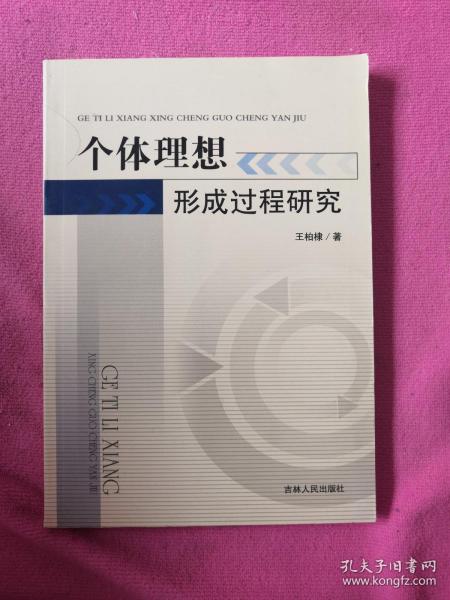 GE TI LI XIANG XING CHENG GUO CHENG YAN JIU
个体理想
形成过程研究
王柏棣/著
GE TI LI XIANG
XING CHENG GUO CHENG YAN JIU
吉林人民出版社
孔夫子旧书网
www.kongfz.com